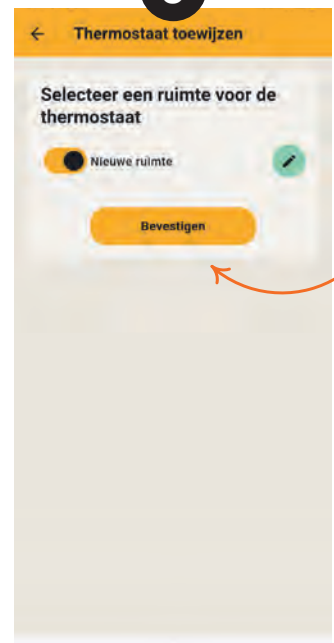 Thermostaat toewijzen
Selecteer een ruimte voor de
thermostaat
Nieuwe ruimte
Bevestigen